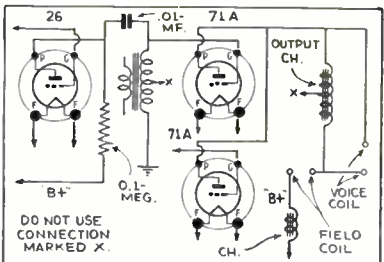 26
.01-
MF.
71A
OUTPUT
CH.
P
G
P
G
X
X
F
F
F
F
71A
P
G
"B+"
0.1-
MEG.
F
F
"B+"
VOICE
COIL
DO NOT USE
CONNECTION
MARKED X.
CH.
FIELD
COIL